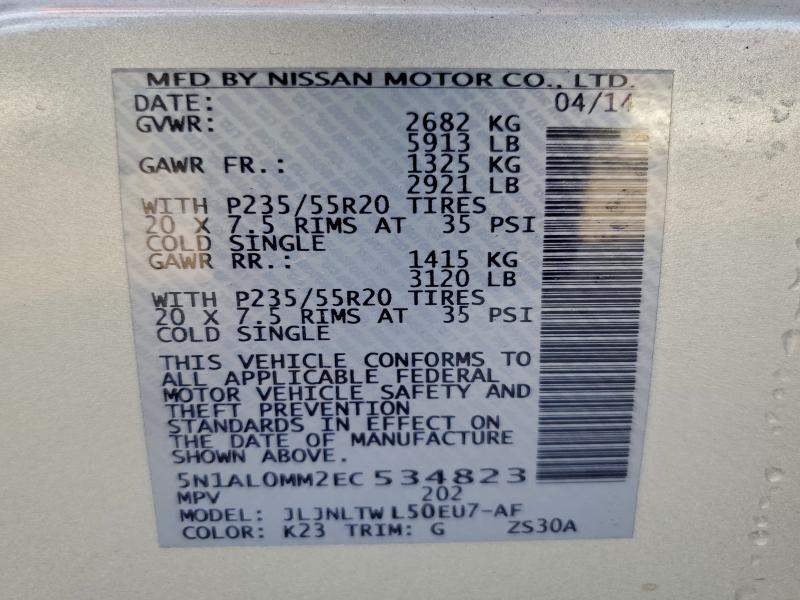 MFD BY NISSAN MOTOR CO., LTD.
DATE: 04/14
GVWR: 2682 KG
5913 LB
GAWR FR.: 1325 KG
2921 LB
WITH P235/55R20 TIRES
20 X 7.5 RIMS AT 35 PSI
COLD SINGLE
GAWR RR.: 1415 KG
3120 LB
WITH P235/55R20 TIRES
20 X 7.5 RIMS AT 35 PSI
COLD SINGLE
THIS VEHICLE CONFORMS TO
ALL APPLICABLE FEDERAL
MOTOR VEHICLE SAFETY AND
THEFT PREVENTION
STANDARDS IN EFFECT ON
THE DATE OF MANUFACTURE
SHOWN ABOVE.
5N1AL0MM2EC534823
MPV 202
MODEL: JLJNLTW L50EU7-AF
COLOR: K23 TRIM: G ZS30A